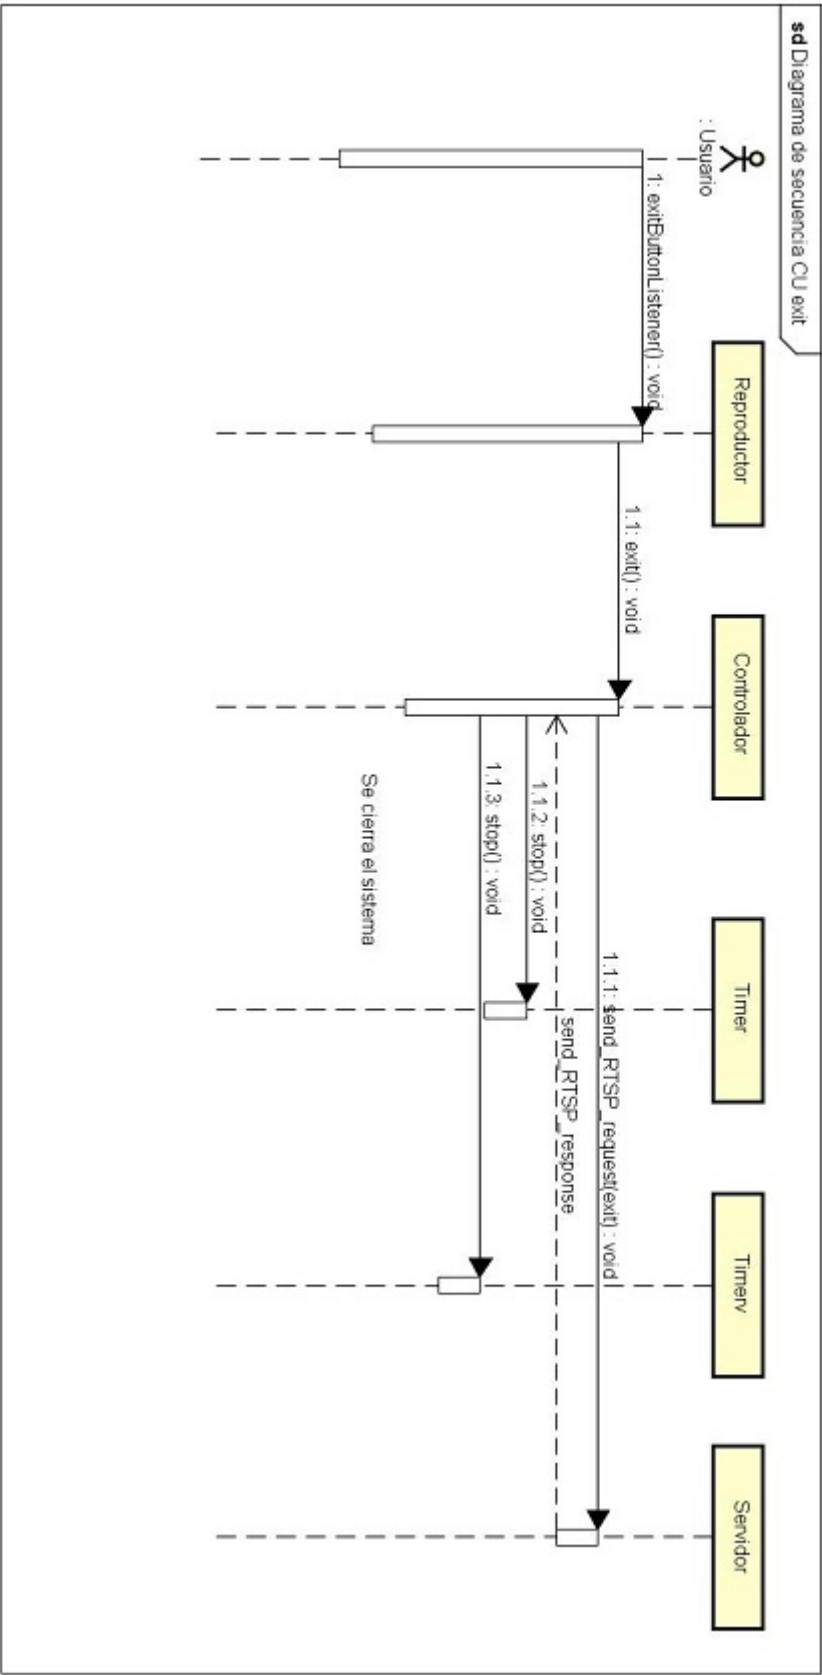 sd Diagrama de secuencia CU exit
: Usuario
Reproductor
Controlador
Timer
Timerv
Servidor
1: exitButtonListener() : void
1.1: exit() : void
1.1.1: send_RTSP_request(exit) : void
send_RTSP_response
1.1.2: stop() : void
1.1.3: stop() : void
Se cierra el sistema